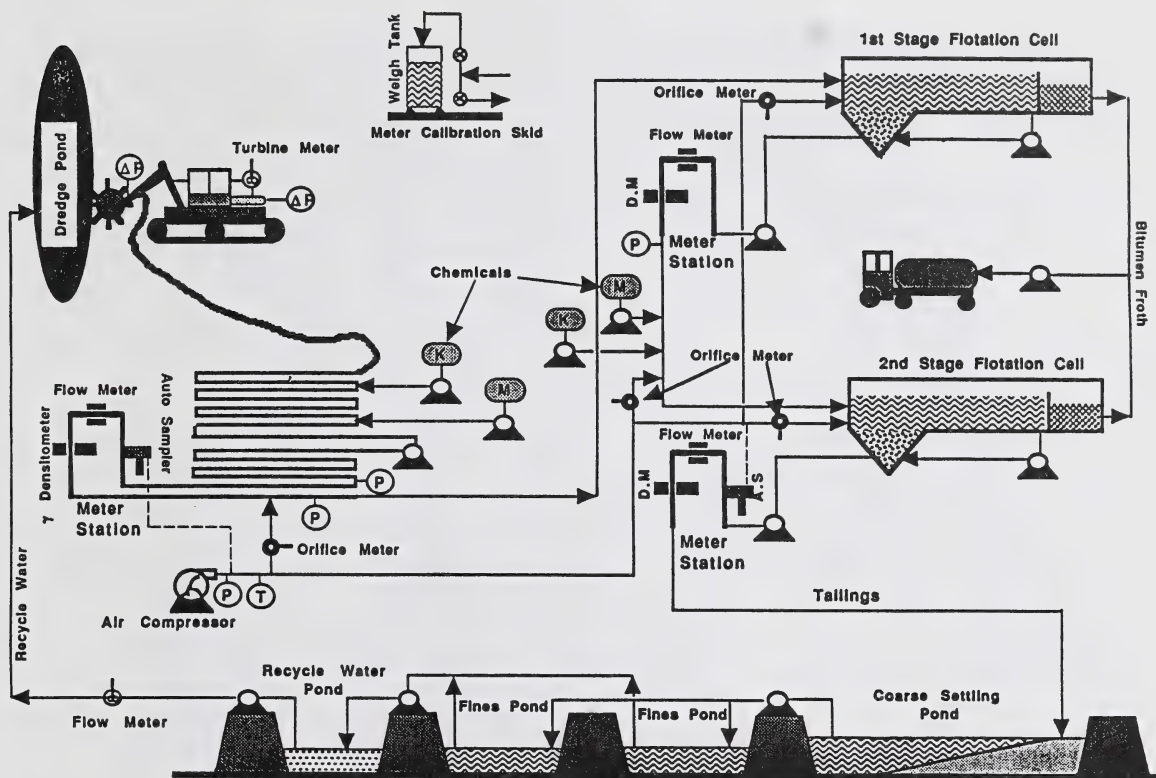 1st Stage Flotation Cell
Weigh Tank
Orifice Meter
Meter Calibration Skid
Flow Meter
Turbine Meter
ΔP
ΔP
D.M
Dredge Pond
P
Meter
Station
Chemicals
M
K
K
M
Bitumen Froth
Orifice Meter
2nd Stage Flotation Cell
Flow Meter
Auto Sampler
γ Densitometer
Flow Meter
P
D.M
A.S
P
Meter
Station
Meter
Station
Orifice Meter
P
T
Air Compressor
Tailings
Recycle Water
Recycle Water
Pond
Fines Pond
Fines Pond
Coarse Settling
Pond
Flow Meter